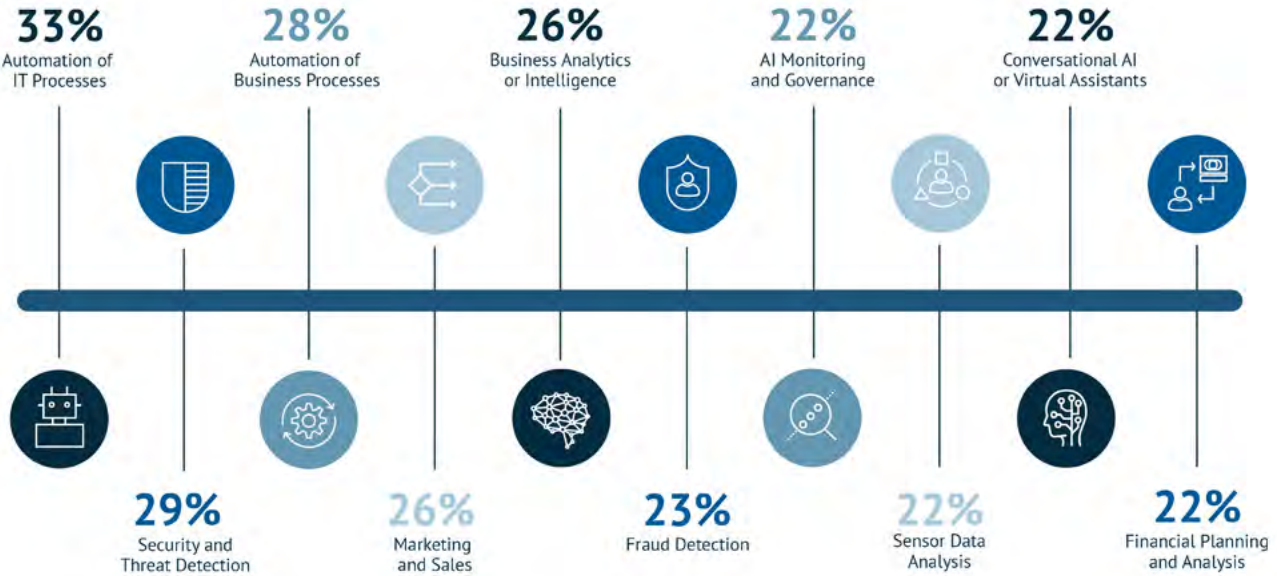 33%
Automation of
IT Processes
28%
Automation of
Business Processes
26%
Business Analytics
or Intelligence
22%
AI Monitoring
and Governance
22%
Conversational AI
or Virtual Assistants
29%
Security and
Threat Detection
26%
Marketing
and Sales
23%
Fraud Detection
22%
Sensor Data
Analysis
22%
Financial Planning
and Analysis